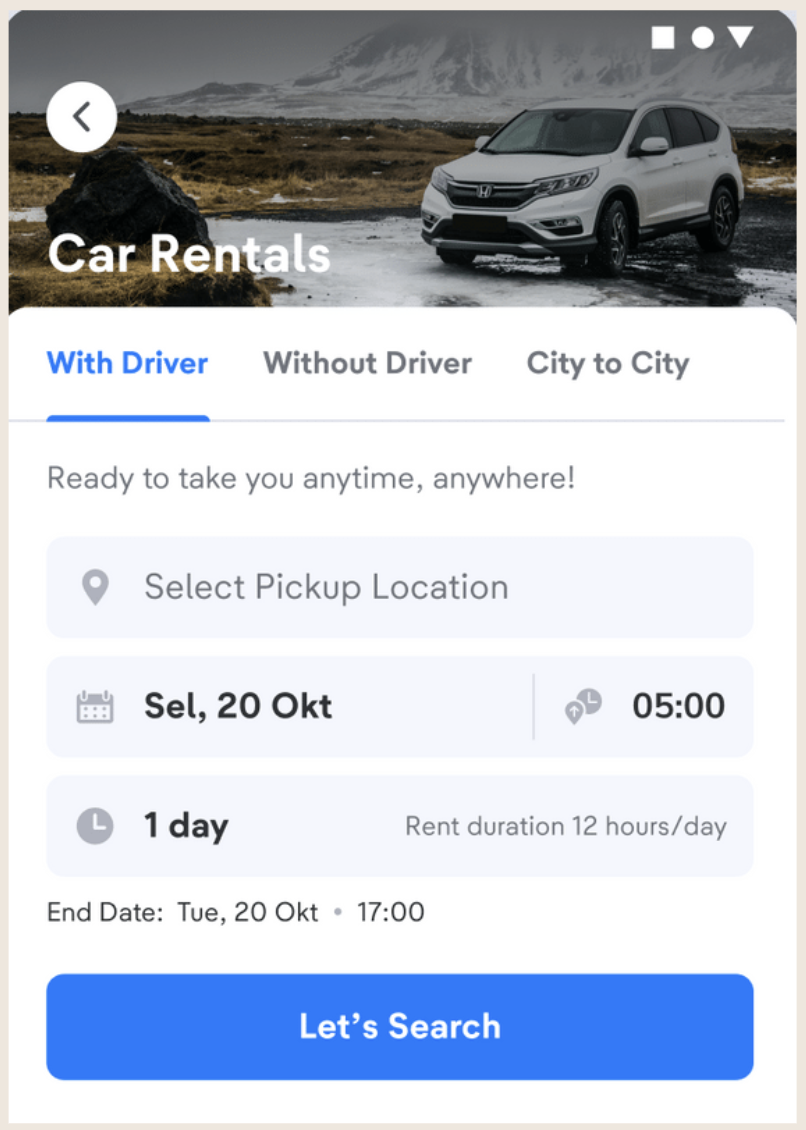 Car Rentals
With Driver Without Driver City to City
Ready to take you anytime, anywhere!
Select Pickup Location
Sel, 20 Okt 05:00
1 day Rent duration 12 hours/day
End Date: Tue, 20 Okt • 17:00
Let’s Search